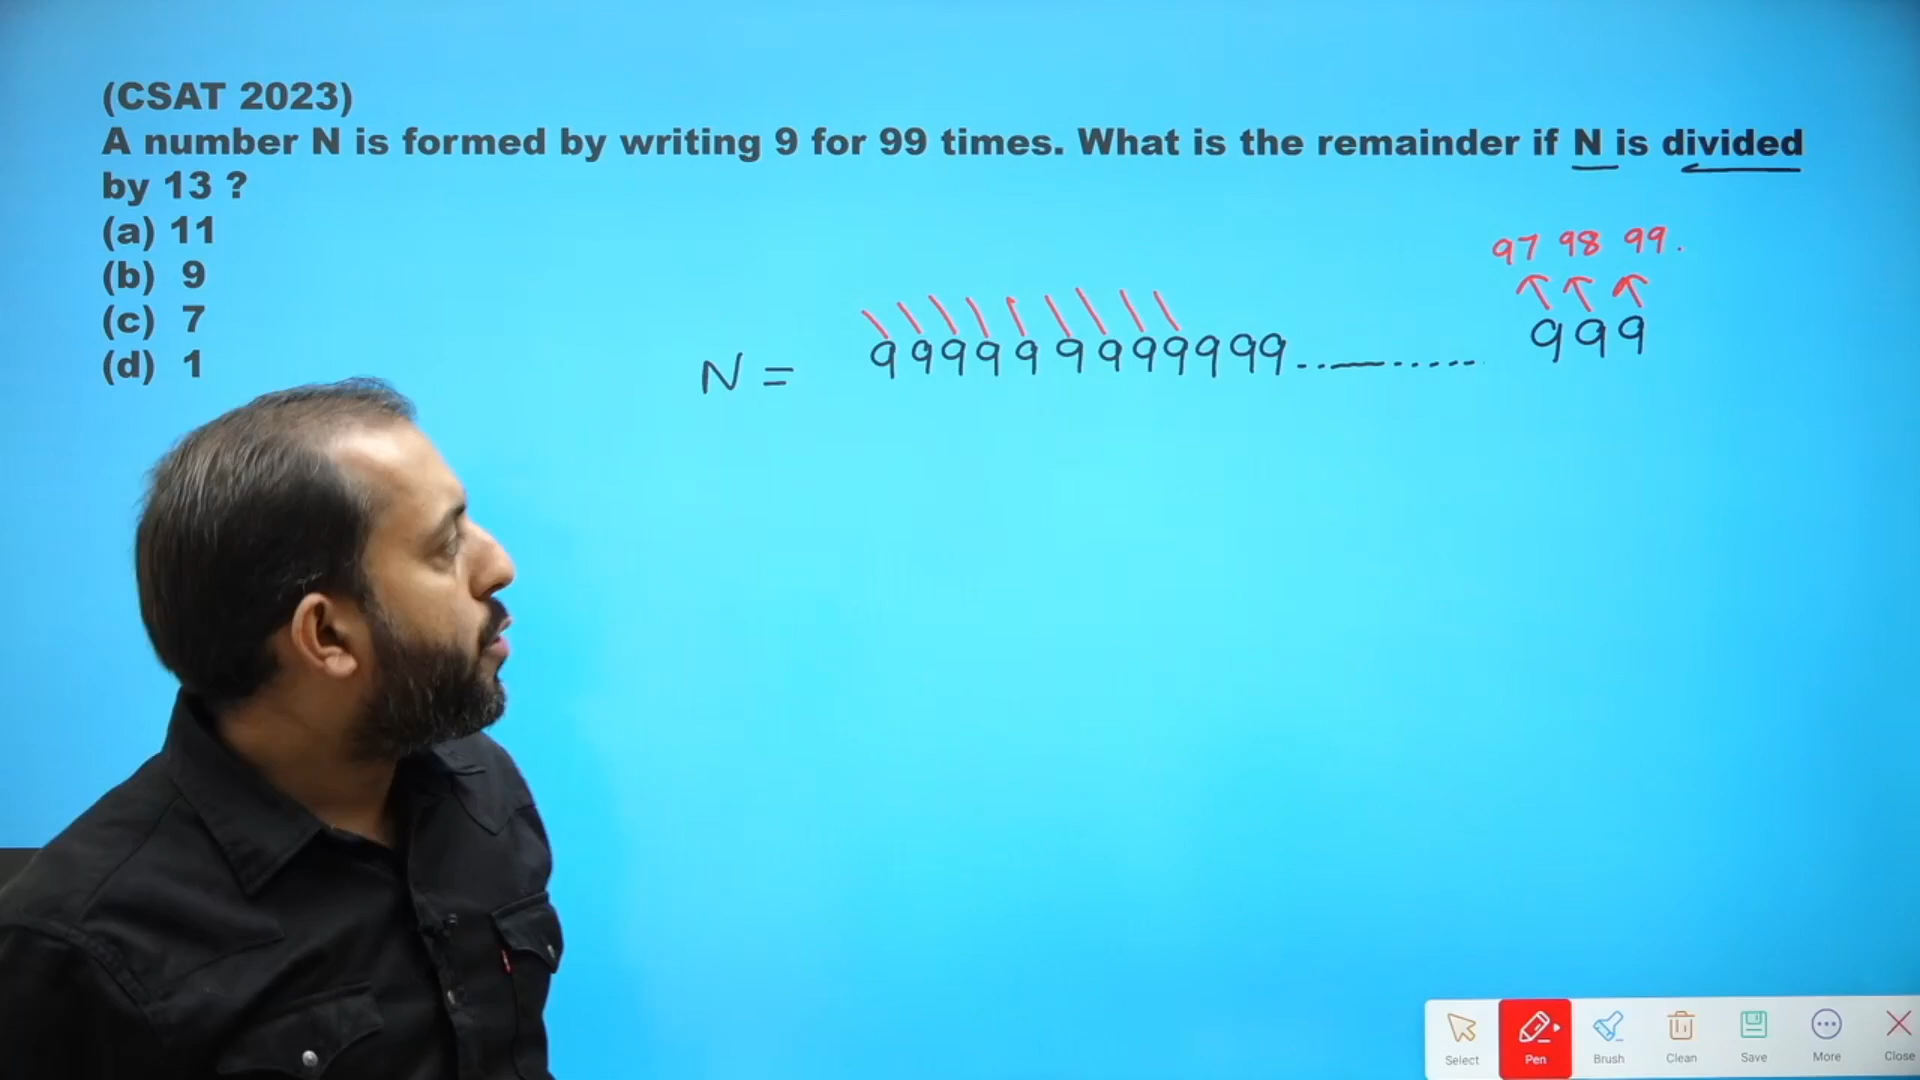 (CSAT 2023)
A number N is formed by writing 9 for 99 times. What is the remainder if N is divided
by 13 ?
(a) 11
(b) 9
(c) 7
(d) 1
97 98 99.
N = 999999999999............ 999
Select Pen Brush Clean Save More Close